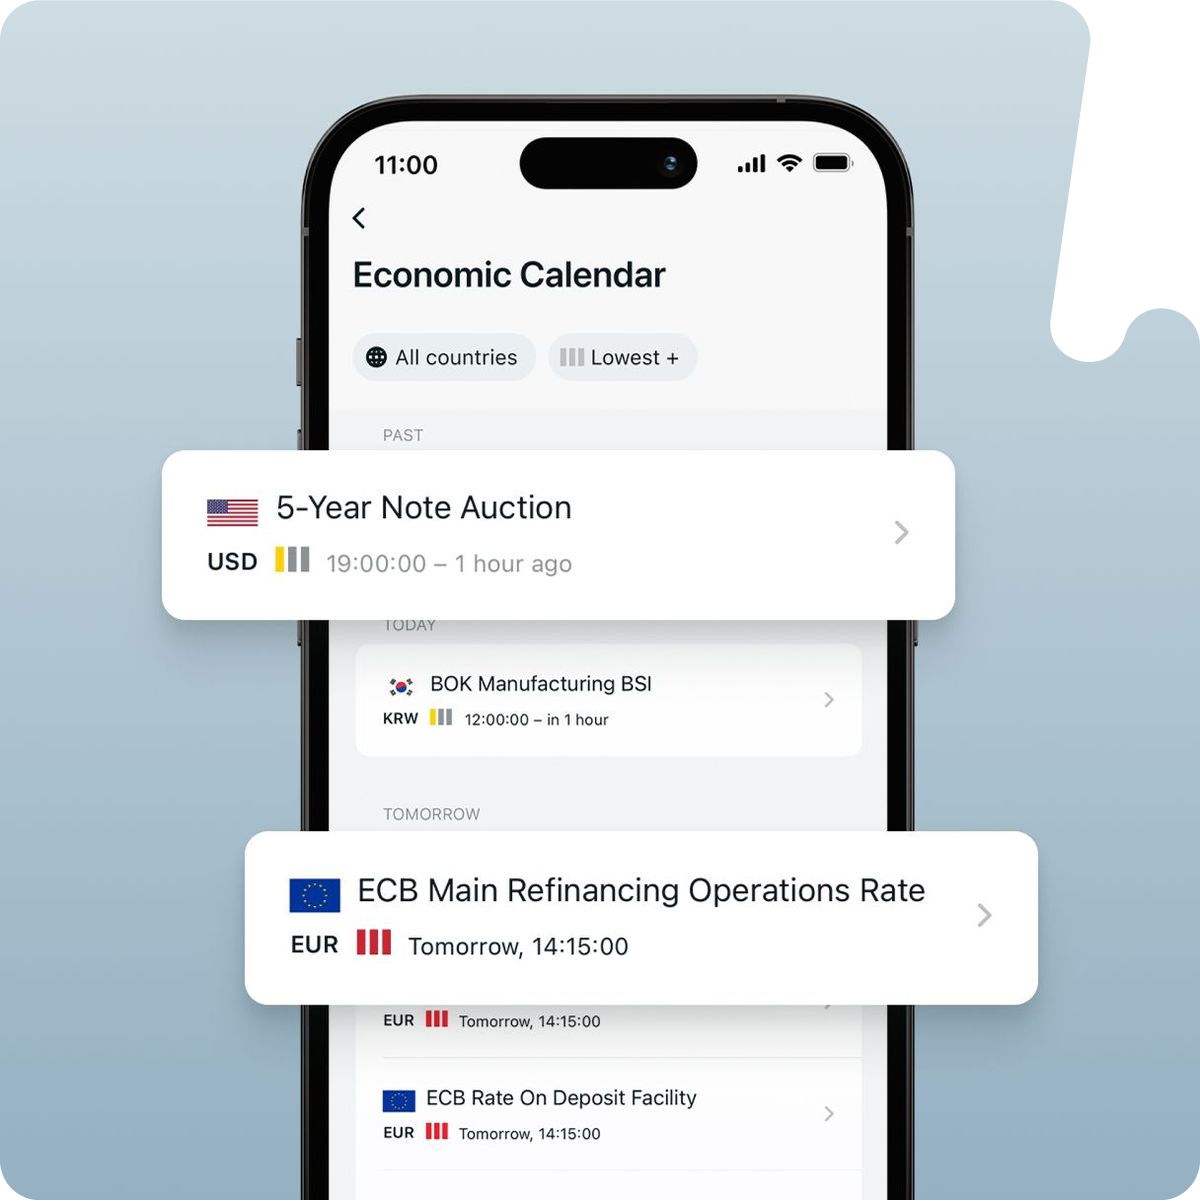 11:00
Economic Calendar
All countries
Lowest +
PAST
5-Year Note Auction
USD 19:00:00 – 1 hour ago
TODAY
BOK Manufacturing BSI
KRW 12:00:00 – in 1 hour
TOMORROW
ECB Main Refinancing Operations Rate
EUR Tomorrow, 14:15:00
EUR Tomorrow, 14:15:00
ECB Rate On Deposit Facility
EUR Tomorrow, 14:15:00